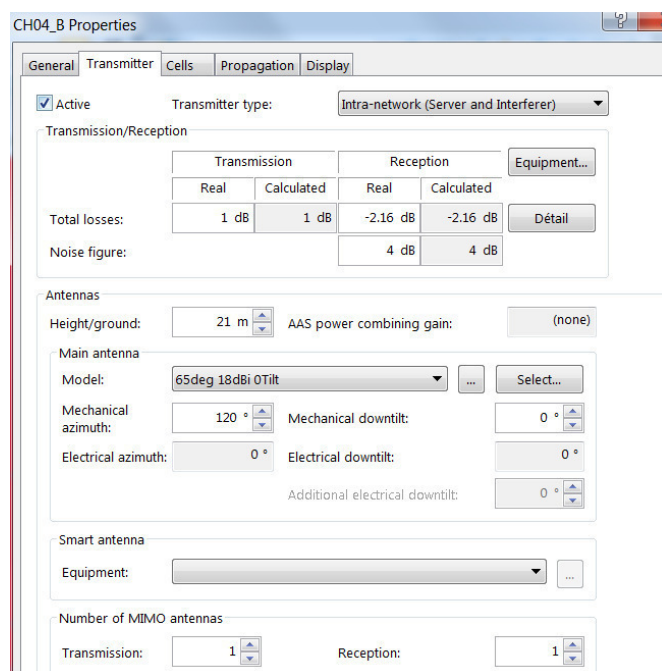 CH04_B Properties
General Transmitter Cells Propagation Display
Active Transmitter type: Intra-network (Server and Interferer)
Transmission/Reception
Transmission Reception Equipment...
Real Calculated Real Calculated
Total losses: 1 dB 1 dB -2.16 dB -2.16 dB Détail
Noise figure: 4 dB 4 dB
Antennas
Height/ground: 21 m AAS power combining gain: (none)
Main antenna
Model: 65deg 18dBi 0Tilt ... Select...
Mechanical azimuth: 120 ° Mechanical downtilt: 0 °
Electrical azimuth: 0 ° Electrical downtilt: 0 °
Additional electrical downtilt: 0 °
Smart antenna
Equipment: ...
Number of MIMO antennas
Transmission: 1 Reception: 1